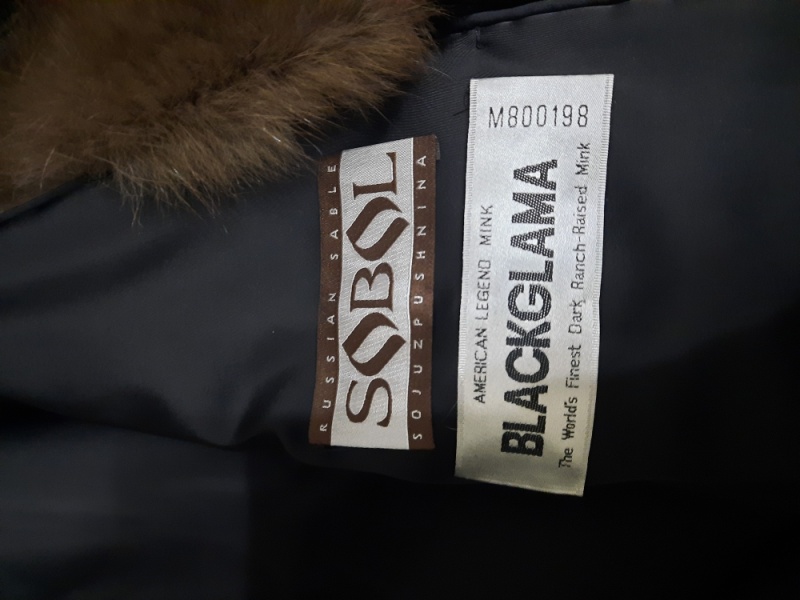 RUSSIAN SABLE
SOBOL
SOJUZPUSHNINA
M800198
AMERICAN LEGEND MINK
BLACKGLAMA
The World's Finest Dark Ranch-Raised Mink